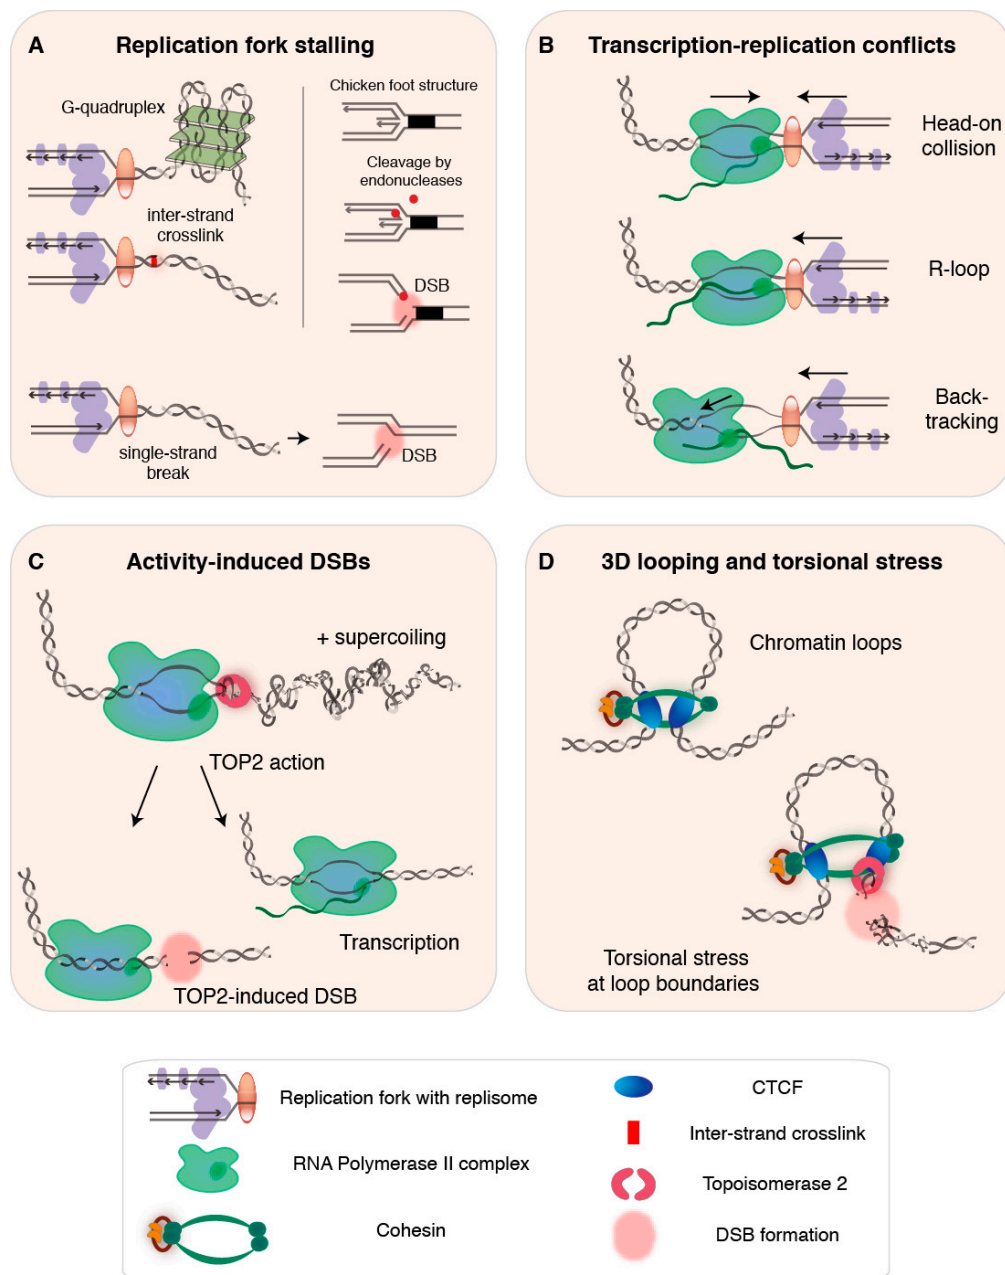 A Replication fork stalling
G-quadruplex
inter-strand
crosslink
single-strand
break
Chicken foot structure
Cleavage by
endonucleases
DSB
DSB
B Transcription-replication conflicts
Head-on
collision
R-loop
Back-
tracking
C Activity-induced DSBs
+ supercoiling
TOP2 action
Transcription
TOP2-induced DSB
D 3D looping and torsional stress
Chromatin loops
Torsional stress
at loop boundaries
Replication fork with replisome
RNA Polymerase II complex
Cohesin
CTCF
Inter-strand crosslink
Topoisomerase 2
DSB formation